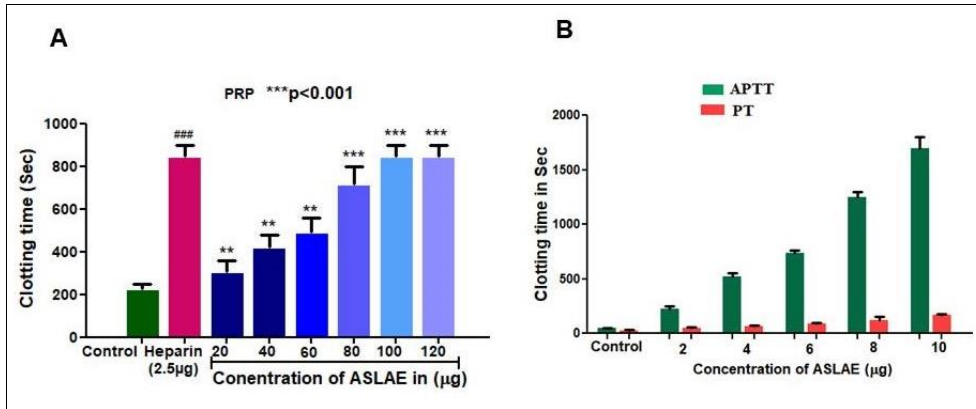 A
PRP ***p<0.001
Clotting time (Sec)
1000
800
600
400
200
0
###
**
**
**
***
***
***
Control Heparin 20 40 60 80 100 120
(2.5µg)
Conentration of ASLAE in (µg)
B
APTT
PT
Clotting time in Sec
2000
1500
1000
500
0
Control 2 4 6 8 10
Concentration of ASLAE (µg)